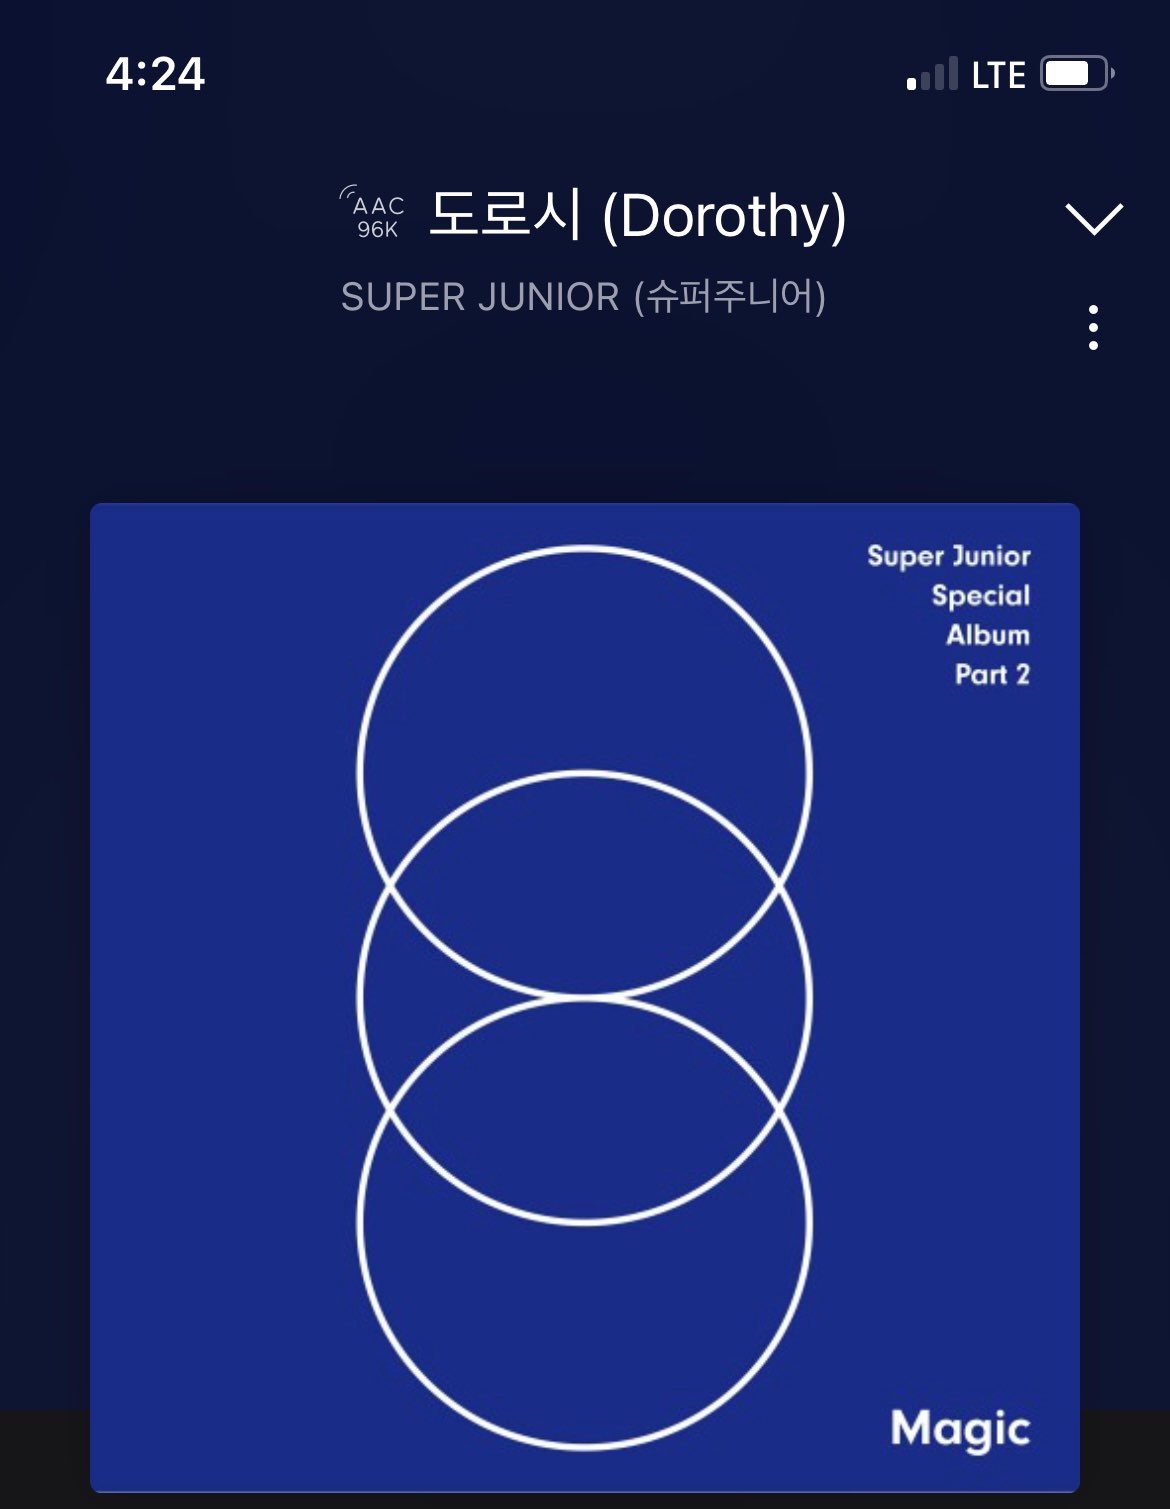 4:24
LTE
AAC
96K
도로시 (Dorothy)
SUPER JUNIOR (슈퍼주니어)
Super Junior
Special
Album
Part 2
Magic